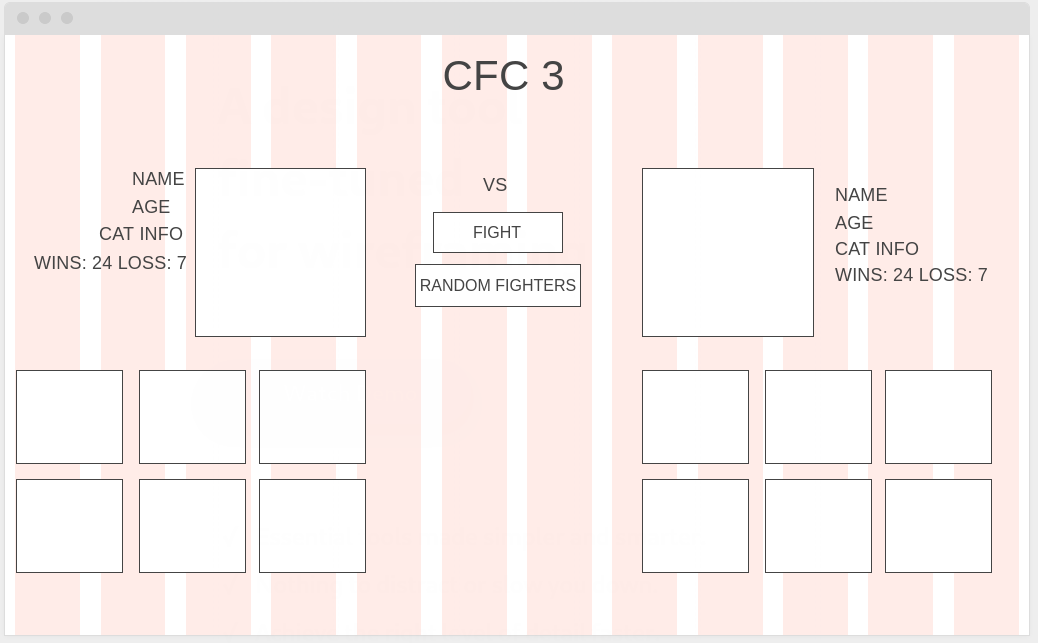 CFC 3
NAME
AGE
CAT INFO
WINS: 24 LOSS: 7
VS
FIGHT
RANDOM FIGHTERS
NAME
AGE
CAT INFO
WINS: 24 LOSS: 7